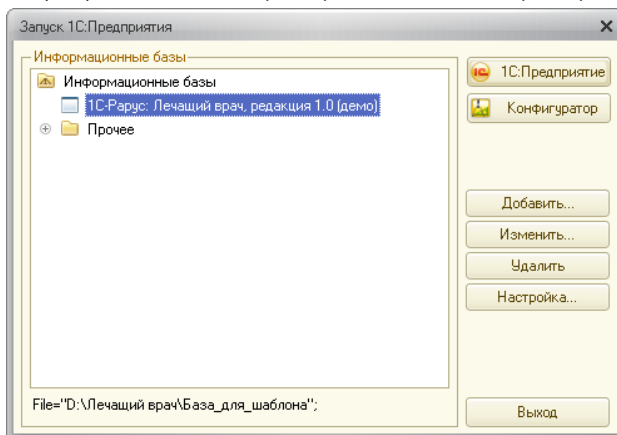 Запуск 1С:Предприятия
Информационные базы
Информационные базы
1С-Рарус: Лечащий врач, редакция 1.0 (демо)
Прочее
1С:Предприятие
Конфигуратор
Добавить...
Изменить...
Удалить
Настройка...
File="D:\Лечащий врач\База_для_шаблона";
Выход